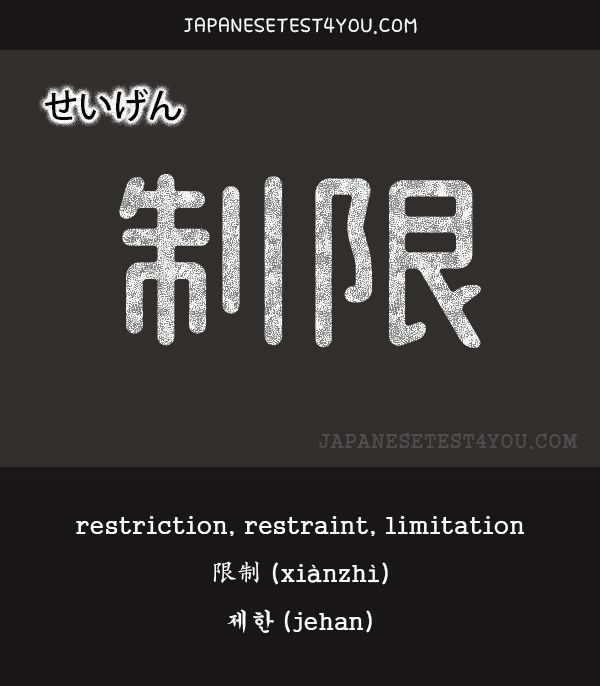 JAPANESETEST4YOU.COM
せいげん
制限
JAPANESETEST4YOU.COM
restriction, restraint, limitation
限制 (xiànzhì)
제한 (jehan)